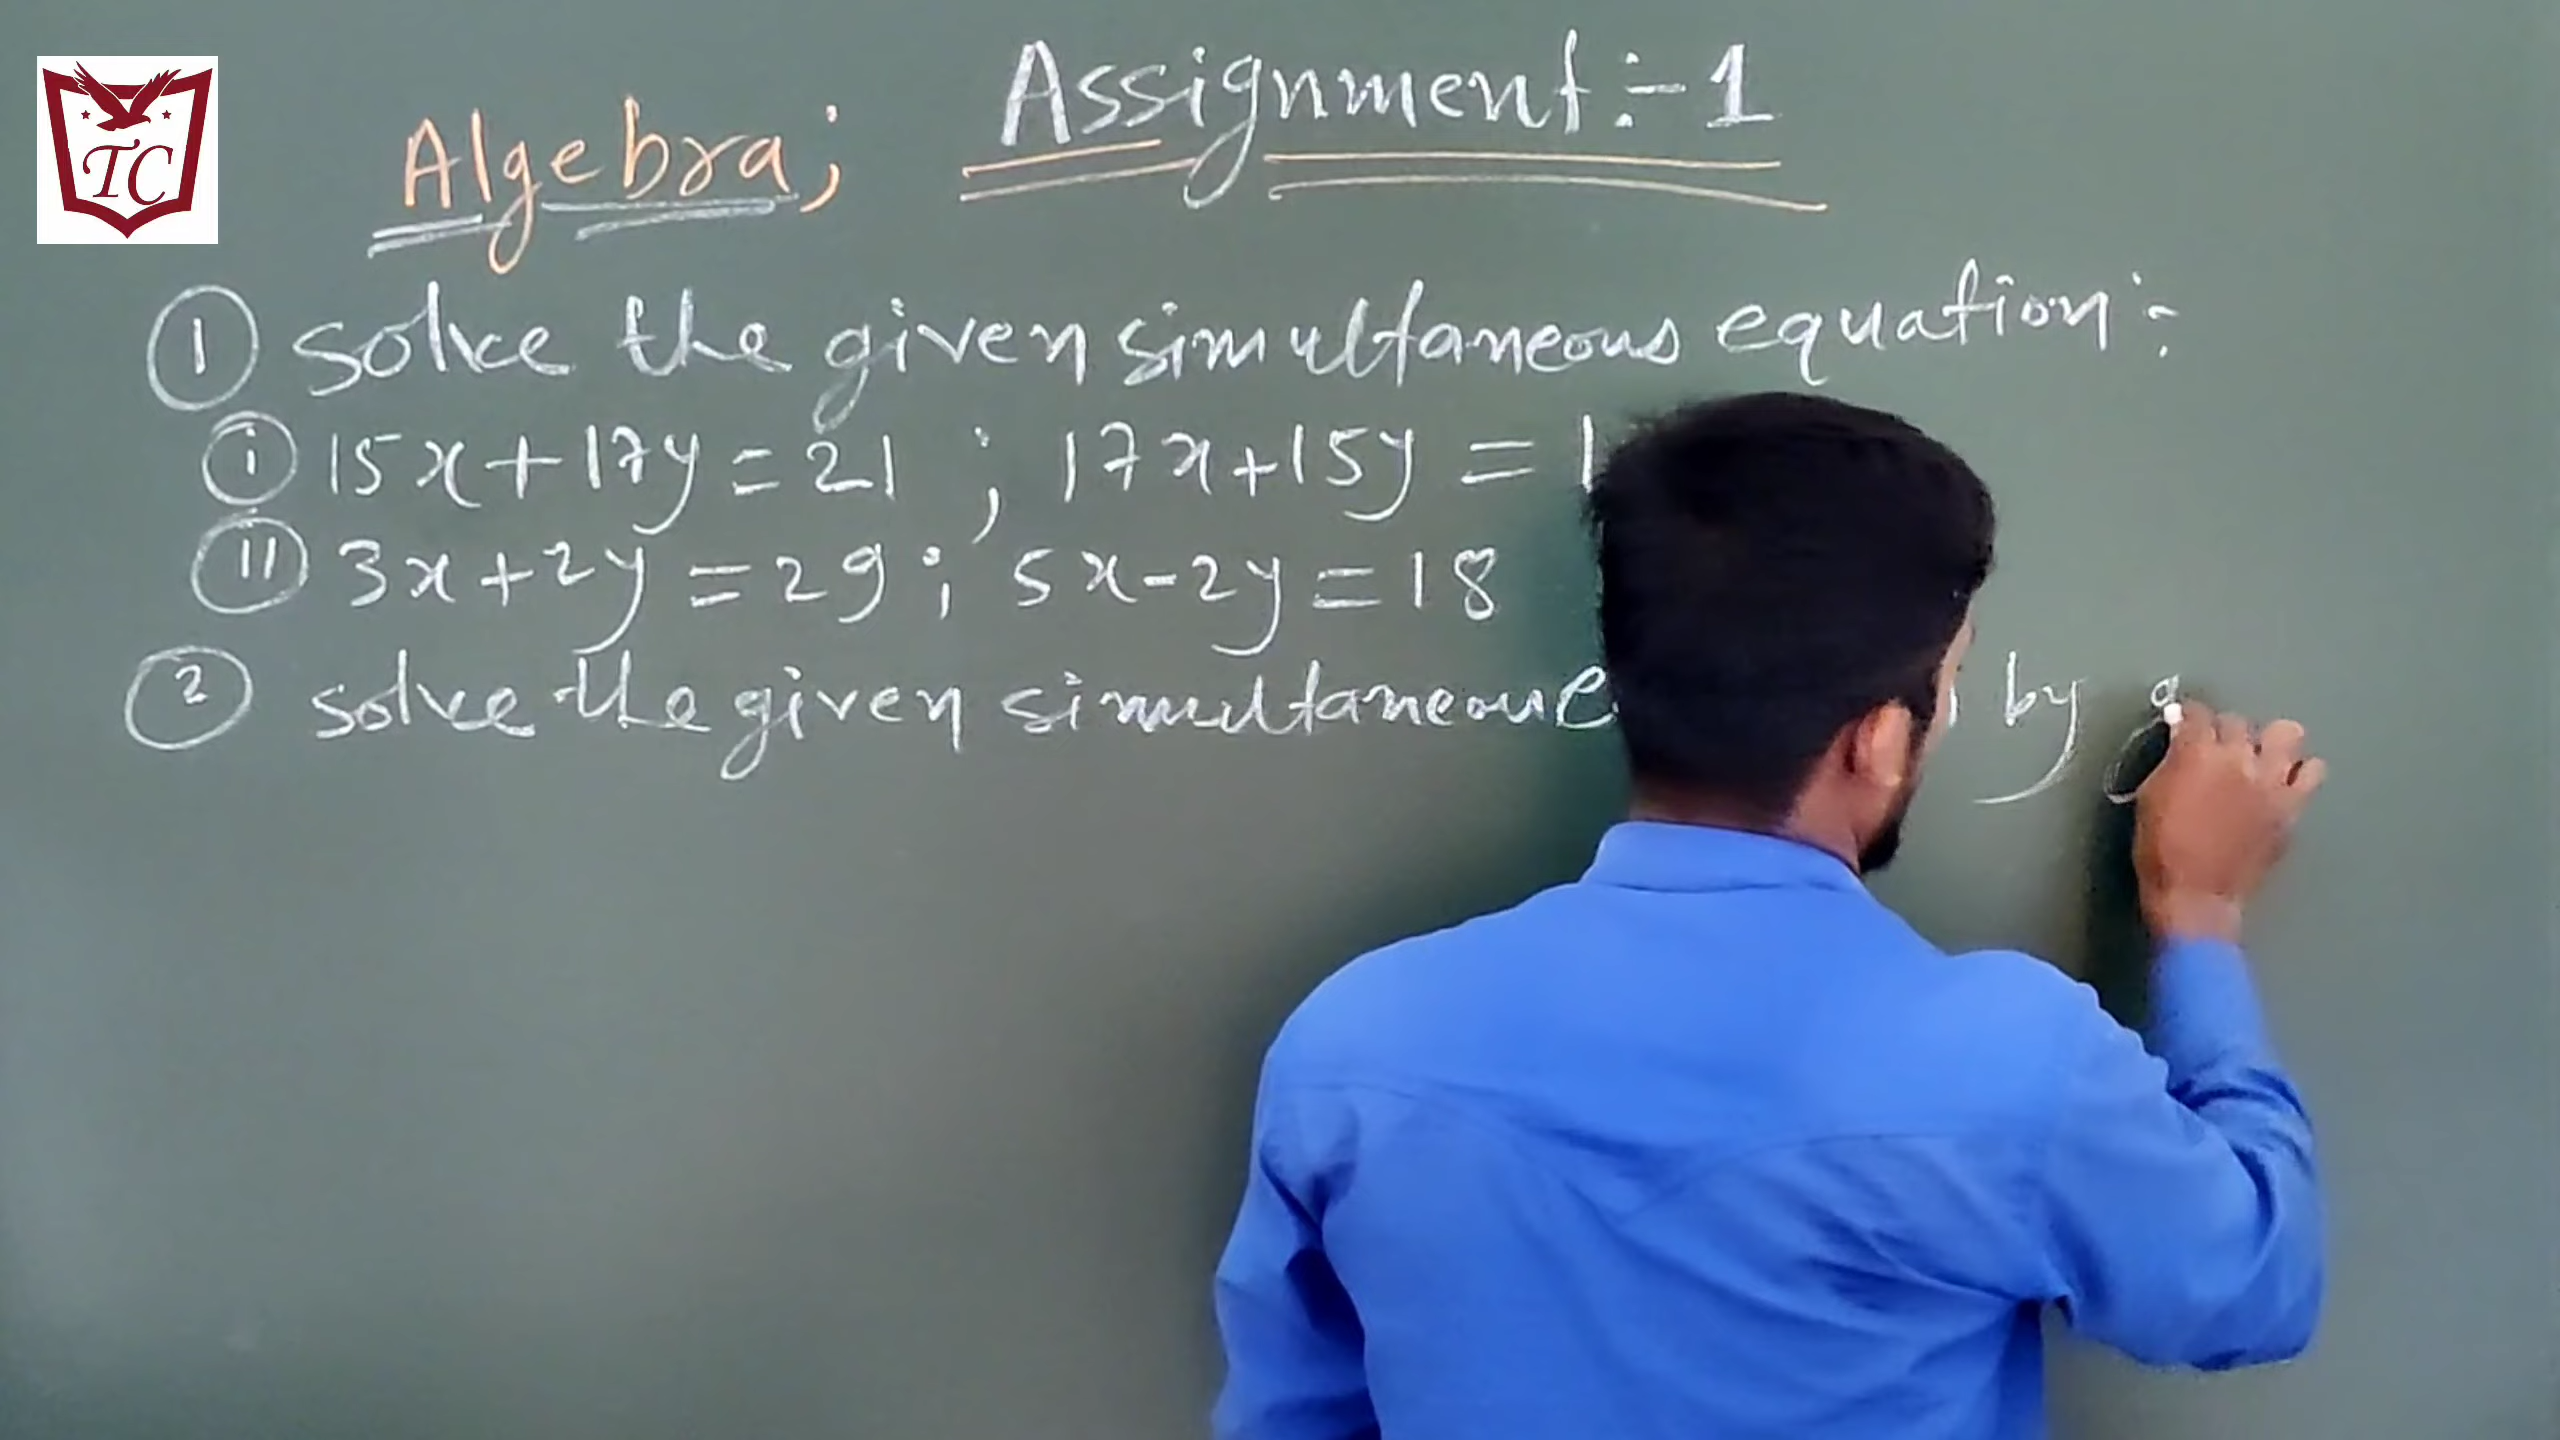 TC
Assignment:-1
Algebra;
① solve the given simultaneous equation:-
ⓘ 15x+17y=21 ; 17x+15y=1
ⓘⓘ 3x+2y=29; 5x-2y=18
② solve the given simultaneous by g